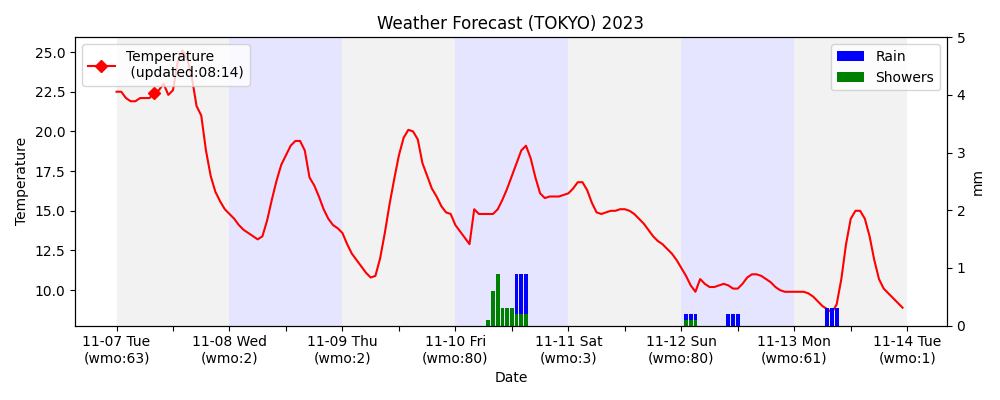 Weather Forecast (TOKYO) 2023
Temperature
(updated:08:14)
Rain
Showers
25.0
22.5
20.0
17.5
15.0
12.5
10.0
Temperature
5
4
3
2
1
0
mm
11-07 Tue
(wmo:63)
11-08 Wed
(wmo:2)
11-09 Thu
(wmo:2)
11-10 Fri
(wmo:80)
11-11 Sat
(wmo:3)
11-12 Sun
(wmo:80)
11-13 Mon
(wmo:61)
11-14 Tue
(wmo:1)
Date